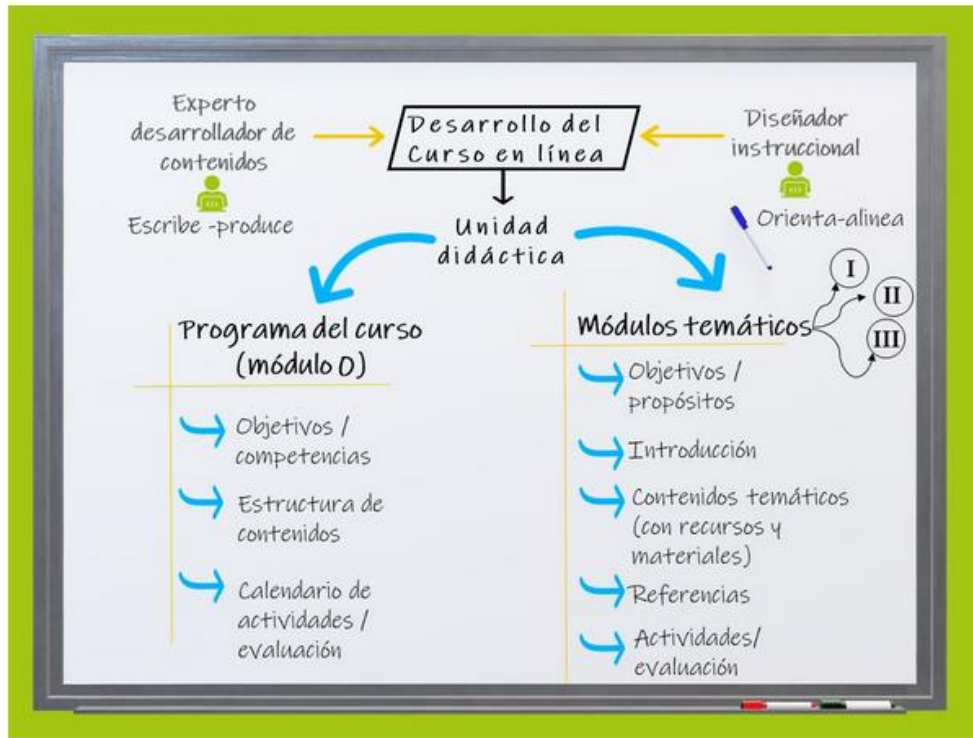 Experto
desarrollador de
contenidos
Escribe -produce
Desarrollo del
Curso en línea
Diseñador
instruccional
Orienta-alinea
Unidad
didáctica
Programa del curso
(módulo 0)
Objetivos /
competencias
Estructura de
contenidos
Calendario de
actividades /
evaluación
Módulos temáticos
I
II
III
Objetivos /
propósitos
Introducción
Contenidos temáticos
(con recursos y
materiales)
Referencias
Actividades/
evaluación